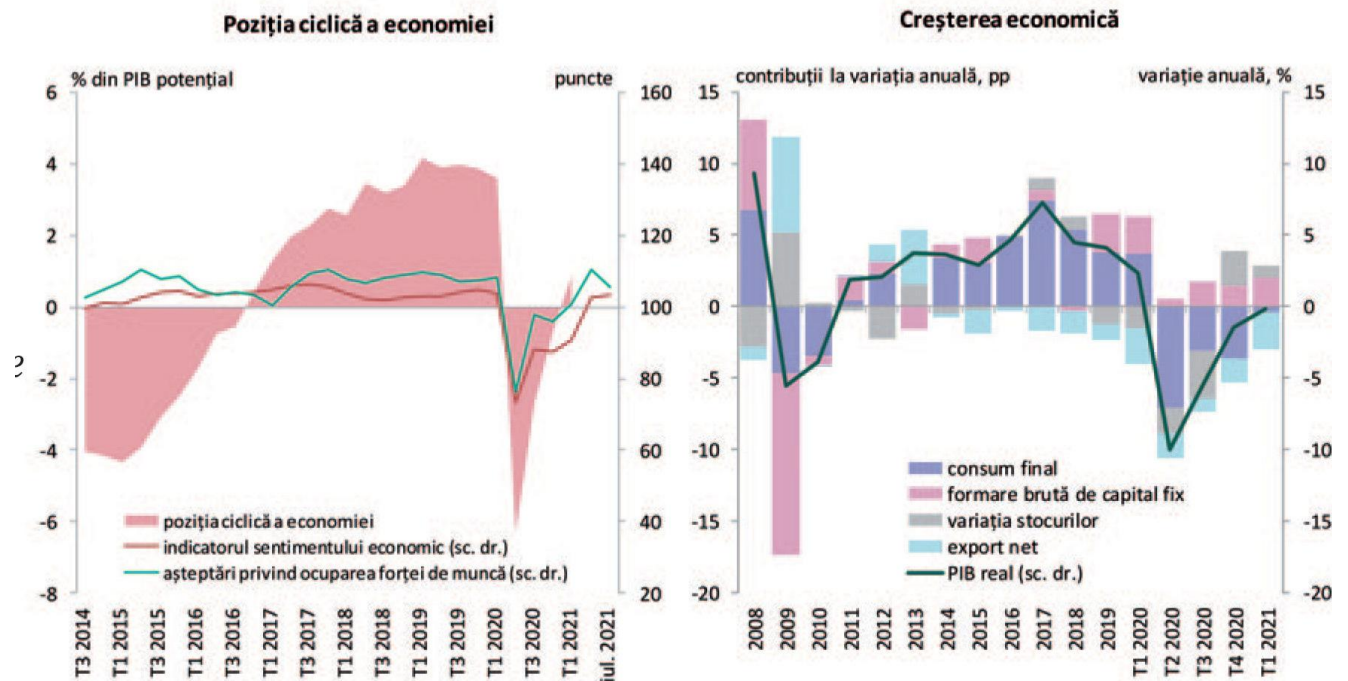 Poziția ciclică a economiei
% din PIB potențial
puncte
6
4
2
0
-2
-4
-6
-8
160
140
120
100
80
60
40
20
poziția ciclică a economiei
indicatorul sentimentului economic (sc. dr.)
așteptări privind ocuparea forței de muncă (sc. dr.)
T3 2014
T1 2015
T3 2015
T1 2016
T3 2016
T1 2017
T3 2017
T1 2018
T3 2018
T1 2019
T3 2019
T1 2020
T3 2020
T1 2021
iul. 2021
Creșterea economică
contribuții la variația anuală, pp
variație anuală, %
15
10
5
0
-5
-10
-15
-20
15
10
5
0
-5
-10
-15
-20
consum final
formare brută de capital fix
variația stocurilor
export net
PIB real (sc. dr.)
2008
2009
2010
2011
2012
2013
2014
2015
2016
2017
2018
2019
T1 2020
T2 2020
T3 2020
T4 2020
T1 2021